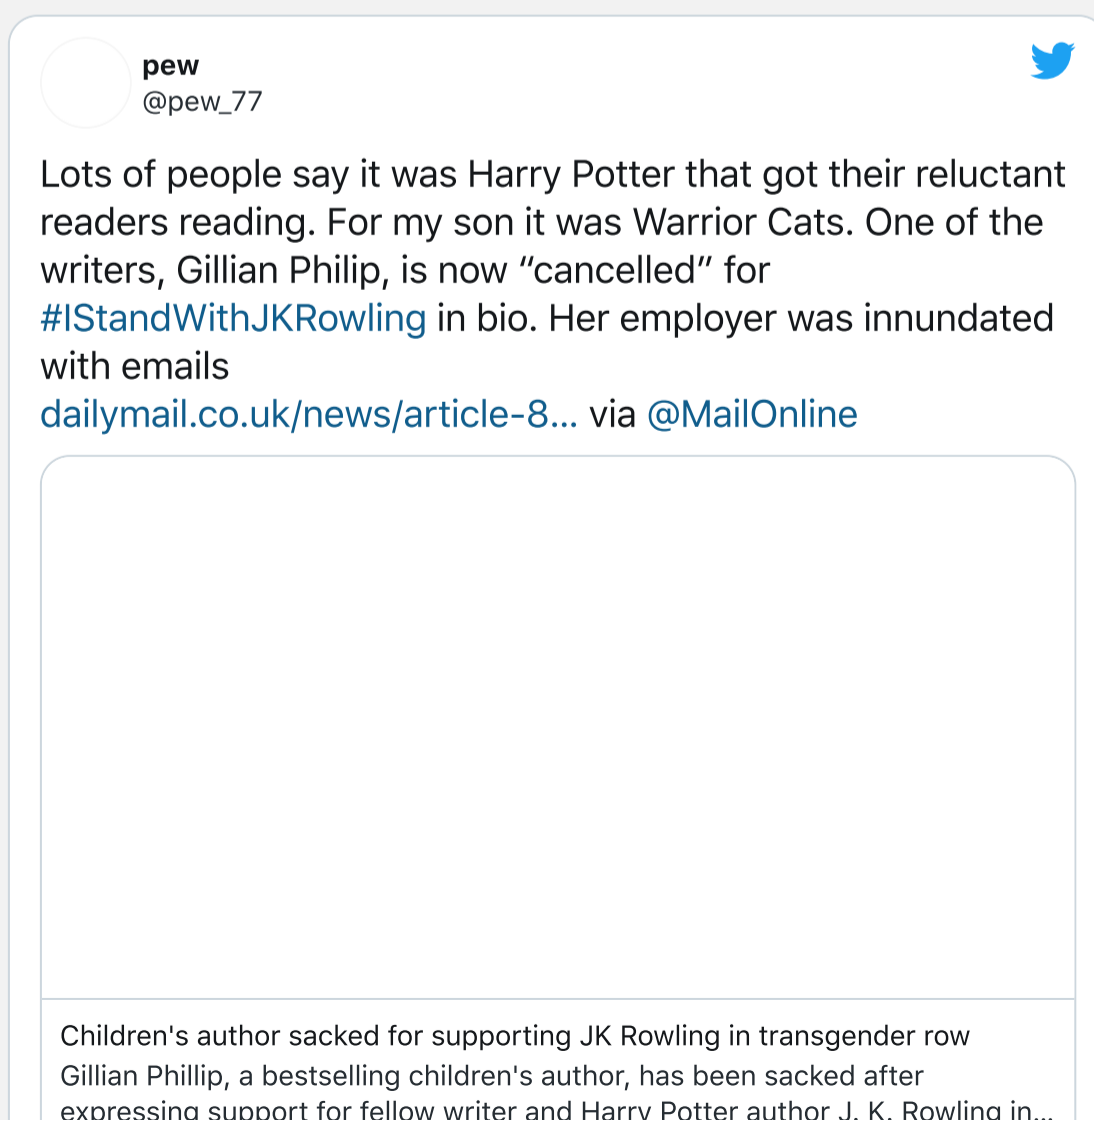 pew
@pew_77
Lots of people say it was Harry Potter that got their reluctant
readers reading. For my son it was Warrior Cats. One of the
writers, Gillian Philip, is now “cancelled” for
#IStandWithJKRowling in bio. Her employer was innundated
with emails
dailymail.co.uk/news/article-8... via @MailOnline
Children's author sacked for supporting JK Rowling in transgender row
Gillian Phillip, a bestselling children's author, has been sacked after
expressing support for fellow writer and Harry Potter author J. K. Rowling in...